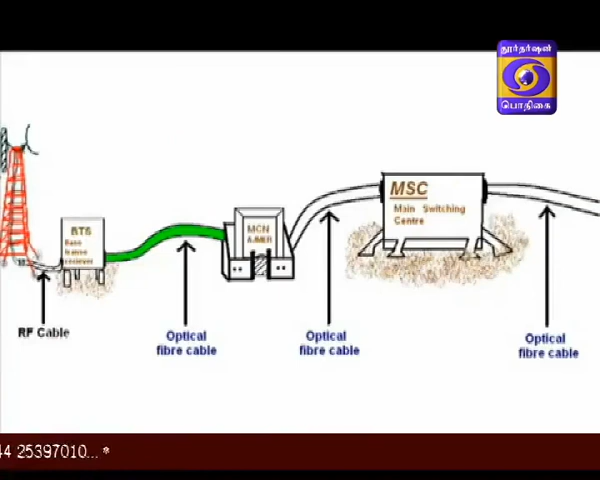 தூர்தர்ஷன்
பொதிகை
MSC
Main Switching
Centre
BTS
Base
MCN
RF Cable
Optical
fibre cable
Optical
fibre cable
Optical
fibre cable
44 25397010... *